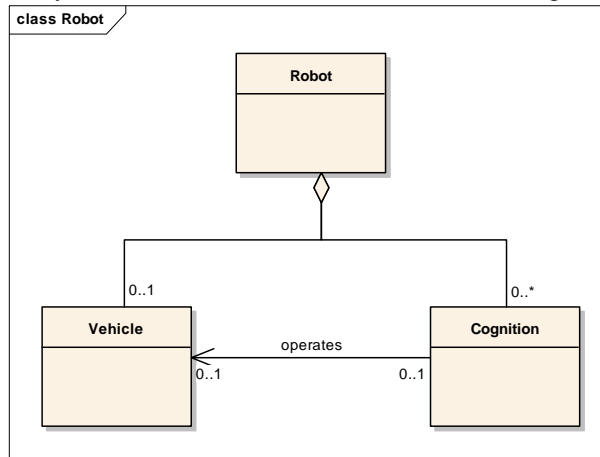 class Robot
Robot
0..1
0..*
Vehicle
Cognition
operates
0..1
0..1